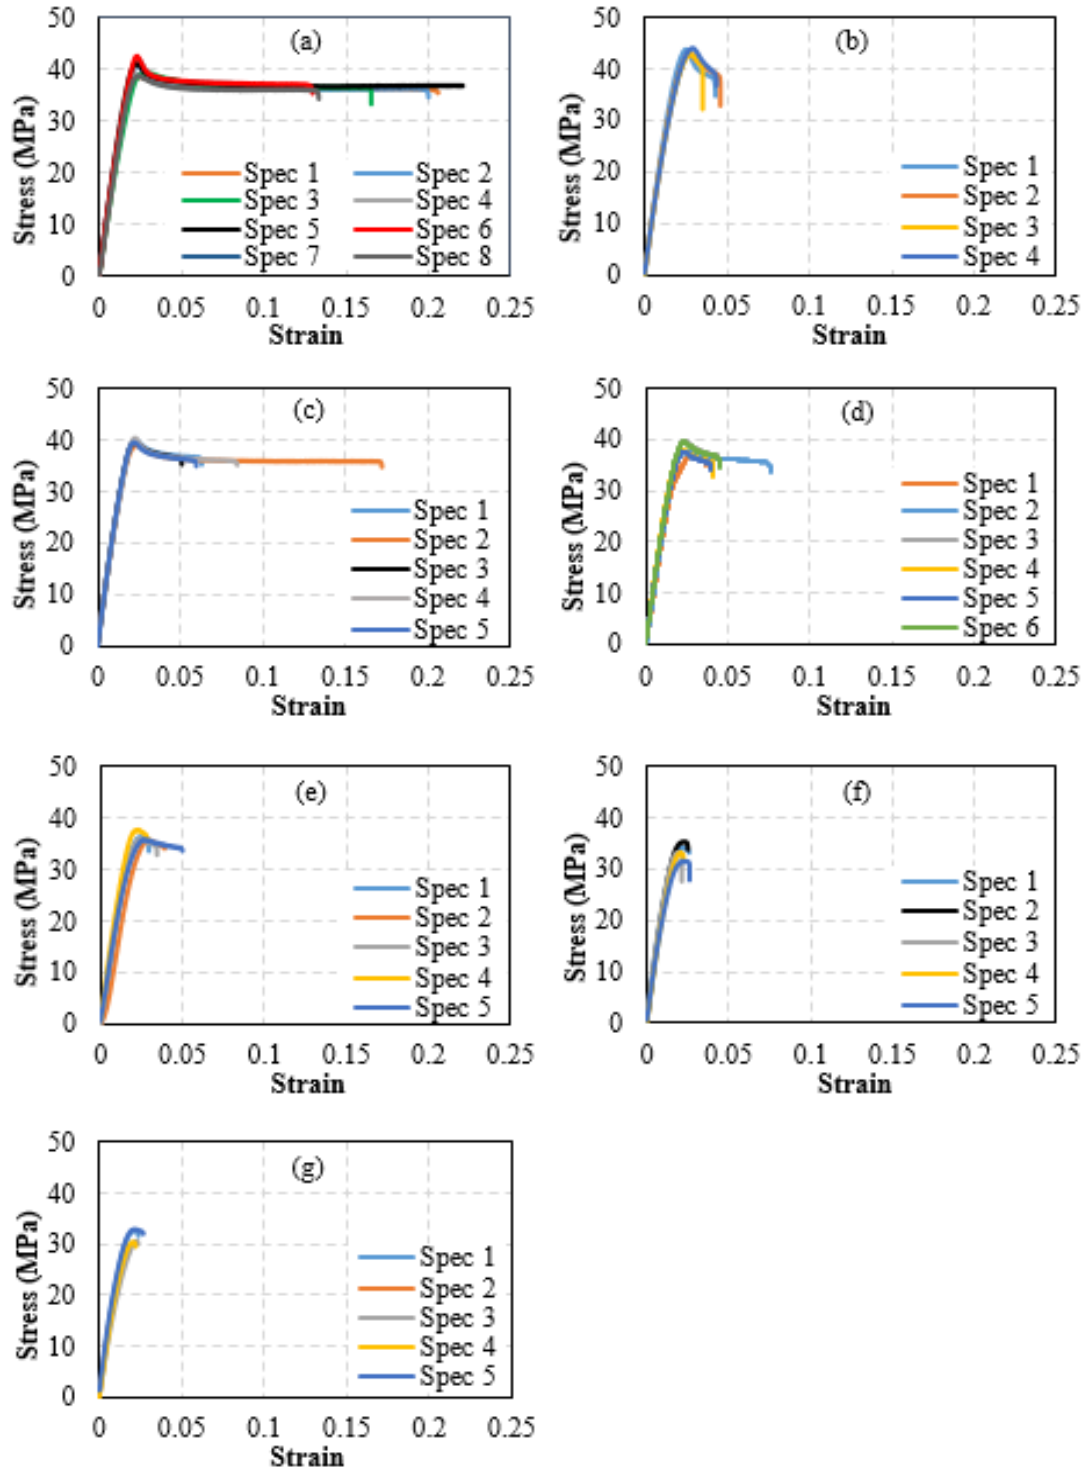 (a)
50
40
30
20
10
0
Stress (MPa)
Spec 1 Spec 2
Spec 3 Spec 4
Spec 5 Spec 6
Spec 7 Spec 8
0 0.05 0.1 0.15 0.2 0.25
Strain
(b)
50
40
30
20
10
0
Stress (MPa)
Spec 1
Spec 2
Spec 3
Spec 4
0 0.05 0.1 0.15 0.2 0.25
Strain
(c)
50
40
30
20
10
0
Stress (MPa)
Spec 1
Spec 2
Spec 3
Spec 4
Spec 5
0 0.05 0.1 0.15 0.2 0.25
Strain
(d)
50
40
30
20
10
0
Stress (MPa)
Spec 1
Spec 2
Spec 3
Spec 4
Spec 5
Spec 6
0 0.05 0.1 0.15 0.2 0.25
Strain
(e)
50
40
30
20
10
0
Stress (MPa)
Spec 1
Spec 2
Spec 3
Spec 4
Spec 5
0 0.05 0.1 0.15 0.2 0.25
Strain
(f)
50
40
30
20
10
0
Stress (MPa)
Spec 1
Spec 2
Spec 3
Spec 4
Spec 5
0 0.05 0.1 0.15 0.2 0.25
Strain
(g)
50
40
30
20
10
0
Stress (MPa)
Spec 1
Spec 2
Spec 3
Spec 4
Spec 5
0 0.05 0.1 0.15 0.2 0.25
Strain